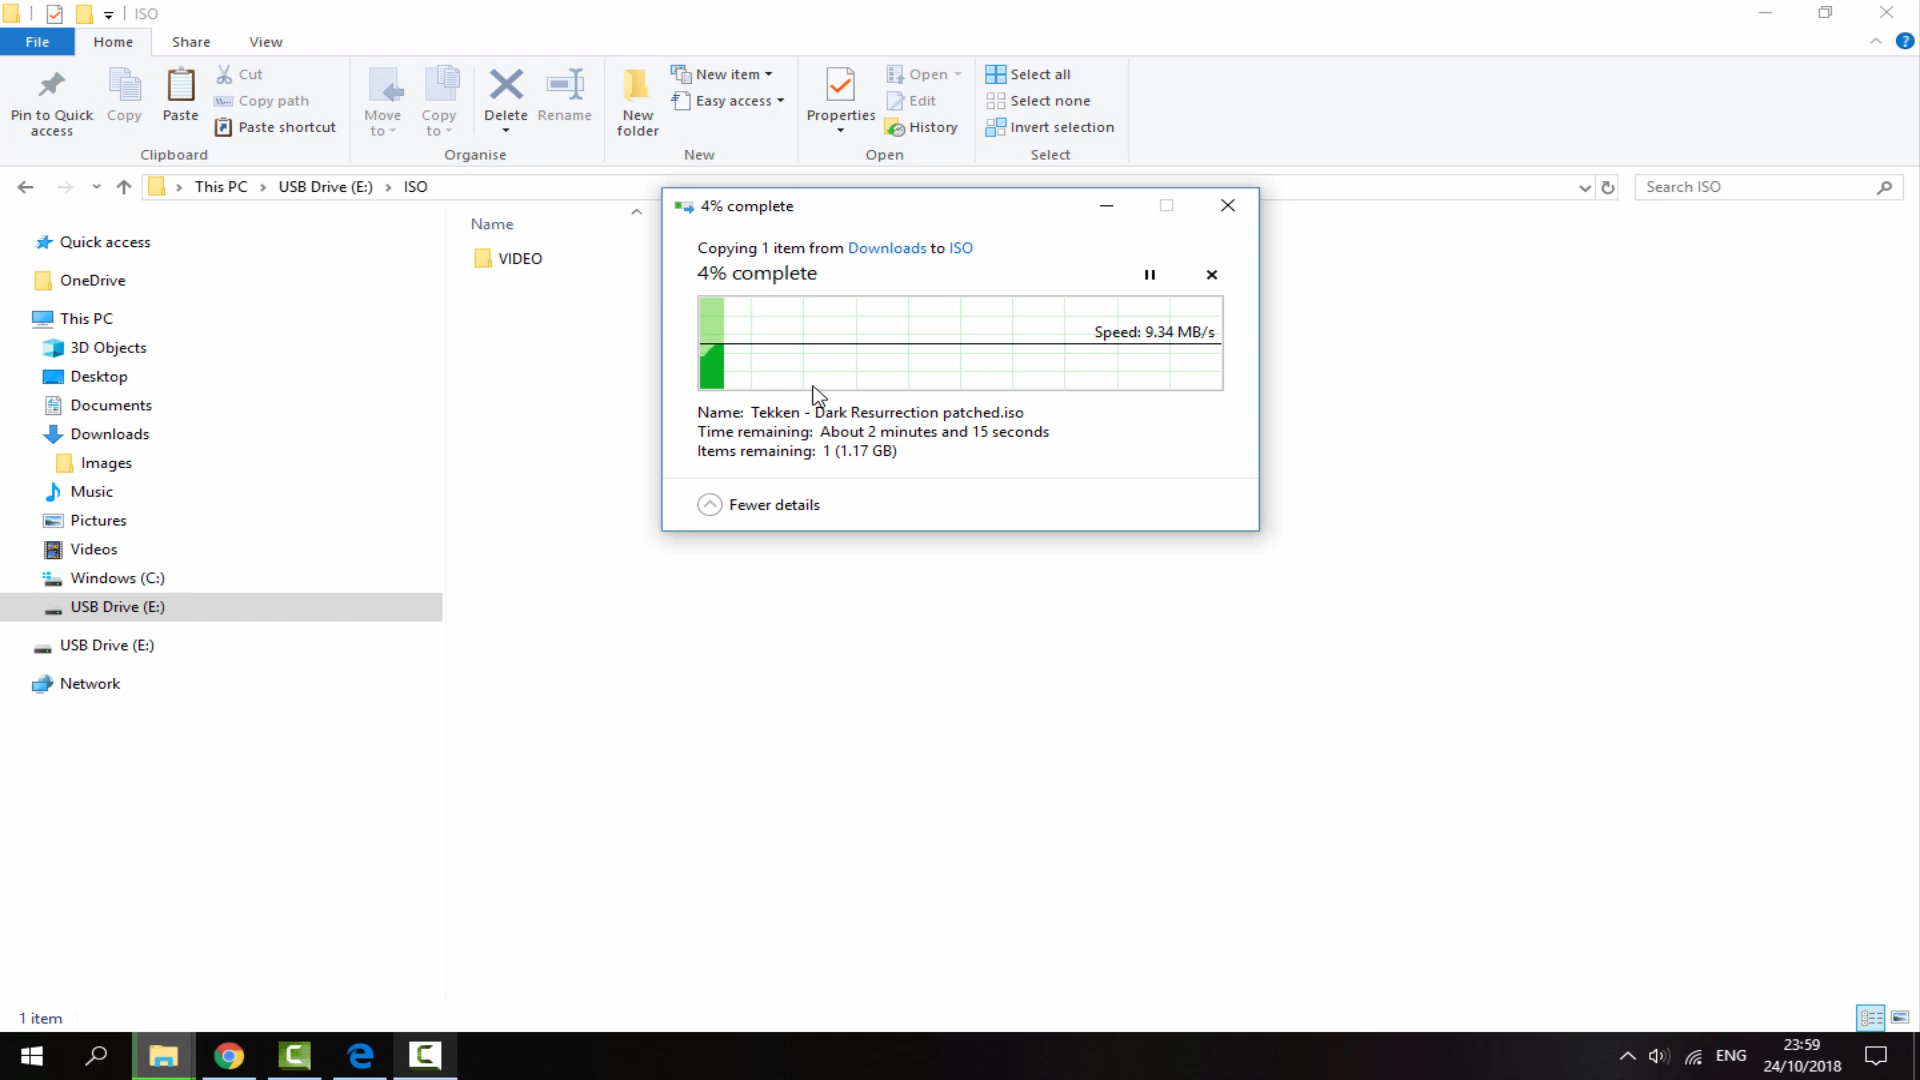 ISO
File Home Share View
Pin to Quick access
Copy
Paste
Cut
Copy path
Paste shortcut
Clipboard
Move to
Copy to
Delete
Rename
Organise
New folder
New item
Easy access
New
Properties
Open
Edit
History
Open
Select all
Select none
Invert selection
Select
This PC > USB Drive (E:) > ISO
Search ISO
Quick access
OneDrive
This PC
3D Objects
Desktop
Documents
Downloads
Images
Music
Pictures
Videos
Windows (C:)
USB Drive (E:)
USB Drive (E:)
Network
Name
VIDEO
4% complete
Copying 1 item from Downloads to ISO
4% complete
Speed: 9.34 MB/s
Name: Tekken - Dark Resurrection patched.iso
Time remaining: About 2 minutes and 15 seconds
Items remaining: 1 (1.17 GB)
Fewer details
1 item
ENG
23:59
24/10/2018